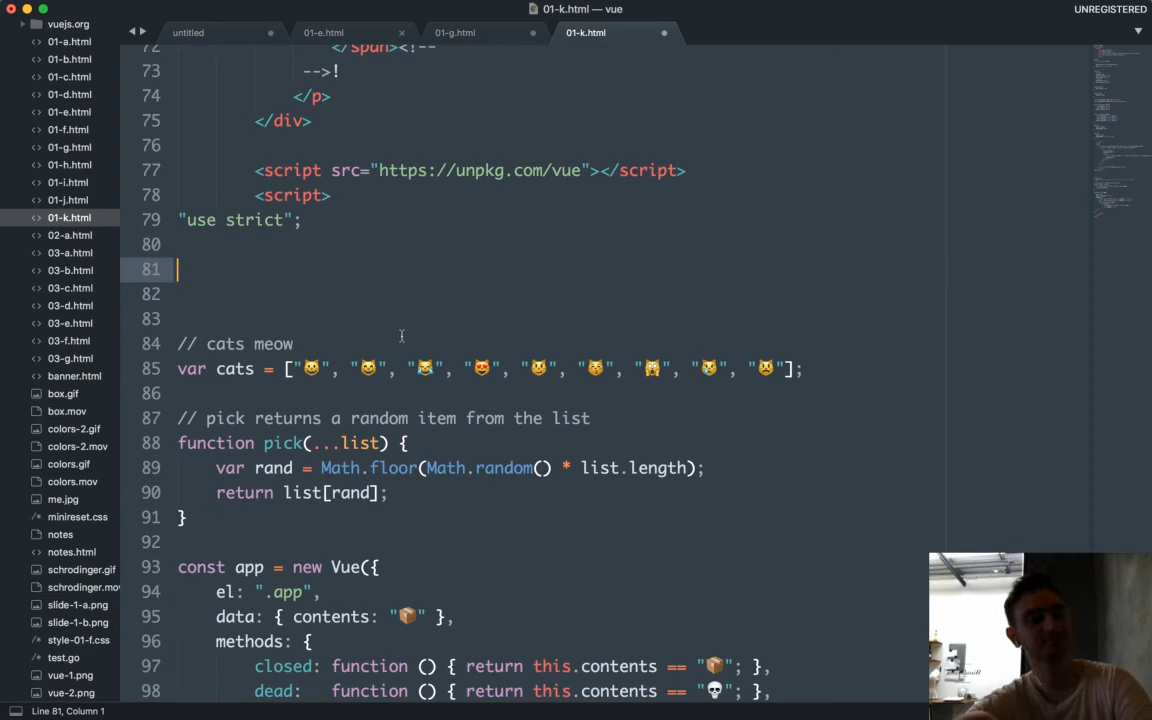 01-k.html — vue
UNREGISTERED
untitled
01-e.html
01-g.html
01-k.html
vuejs.org
01-a.html
01-b.html
01-c.html
01-d.html
01-e.html
01-f.html
01-g.html
01-h.html
01-i.html
01-j.html
01-k.html
02-a.html
03-a.html
03-b.html
03-c.html
03-d.html
03-e.html
03-f.html
03-g.html
banner.html
box.gif
box.mov
colors-2.gif
colors-2.mov
colors.gif
colors.mov
me.jpg
minireset.css
notes
notes.html
schrodinger.gif
schrodinger.mov
slide-1-a.png
slide-1-b.png
style-01-f.css
test.go
vue-1.png
vue-2.png
72 </span><!--
73 -->!
74 </p>
75 </div>
76
77 <script src="https://unpkg.com/vue"></script>
78 <script>
79 "use strict";
80
81
82
83
84 // cats meow
85 var cats = ["😺", "😸", "😹", "😻", "😼", "😽", "🙀", "😿", "😾"];
86
87 // pick returns a random item from the list
88 function pick(...list) {
89 var rand = Math.floor(Math.random() * list.length);
90 return list[rand];
91 }
92
93 const app = new Vue({
94 el: ".app",
95 data: { contents: "📦" },
96 methods: {
97 closed: function () { return this.contents == "📦"; },
98 dead: function () { return this.contents == "💀"; },
Line 81, Column 1